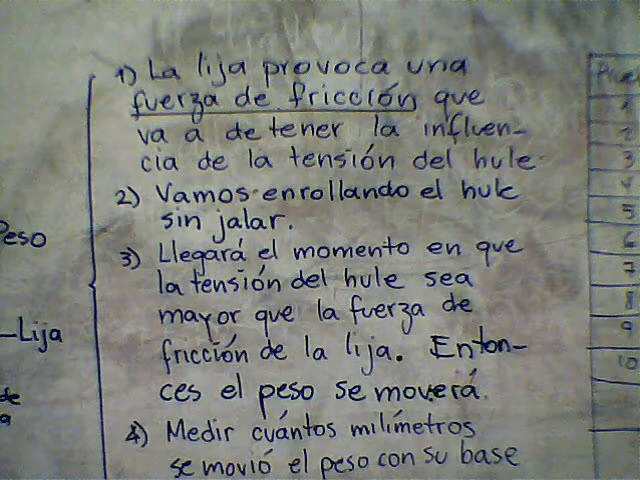 1) La lija provoca una
fuerza de fricción que
va a detener la influen-
cia de la tensión del hule
2) Vamos enrollando el hule
sin jalar.
3) Llegará el momento en que
la tensión del hule sea
mayor que la fuerza de
fricción de la lija. Enton-
ces el peso se moverá.
4) Medir cuántos milímetros
se movió el peso con su base
Peso
Lija
de
a
1
2
3
4
5
6
7
8
9
10